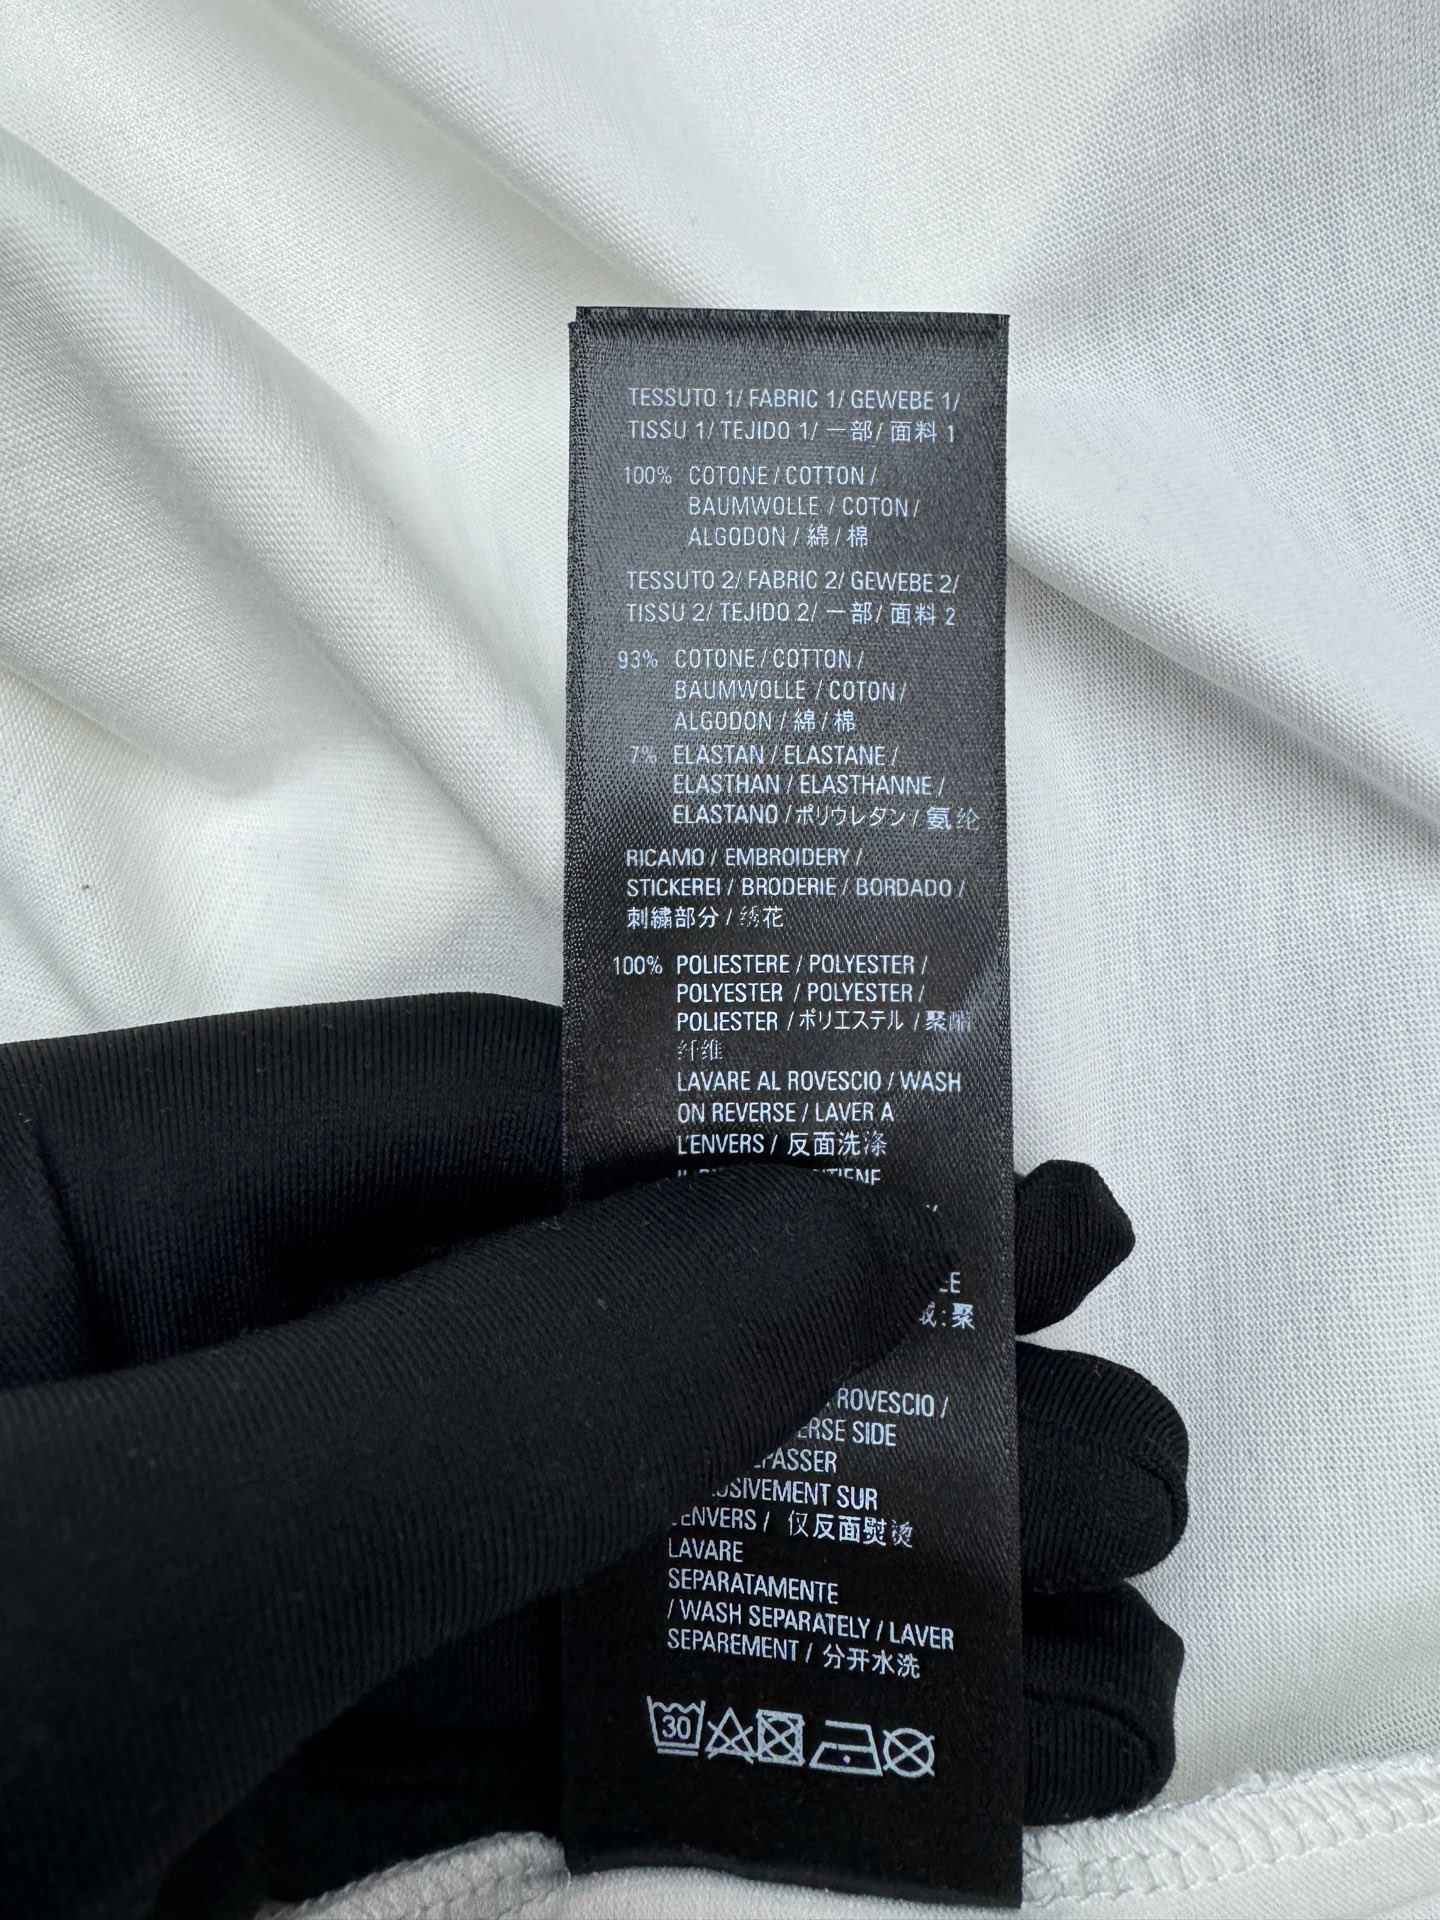 TESSUTO 1/ FABRIC 1/ GEWEBE 1/
TISSU 1/ TEJIDO 1/ 一部/ 面料 1
100% COTONE / COTTON /
BAUMWOLLE / COTON /
ALGODON / 綿 / 棉
TESSUTO 2/ FABRIC 2/ GEWEBE 2/
TISSU 2/ TEJIDO 2/ 一部/ 面料 2
93% COTONE / COTTON /
BAUMWOLLE / COTON /
ALGODON / 綿 / 棉
7% ELASTAN / ELASTANE /
ELASTHAN / ELASTHANNE /
ELASTANO / ポリウレタン / 氨纶
RICAMO / EMBROIDERY /
STICKEREI / BRODERIE / BORDADO /
刺繍部分 / 绣花
100% POLIESTERE / POLYESTER /
POLYESTER / POLYESTER /
POLIESTER / ポリエステル / 聚酯
纤维
LAVARE AL ROVESCIO / WASH
ON REVERSE / LAVER A
L'ENVERS / 反面洗涤
: 聚
ROVESCIO /
SIDE
SUR
/ 仅反面熨烫
LAVARE
SEPARATAMENTE
/ WASH SEPARATELY / LAVER
SEPAREMENT / 分开水洗
30